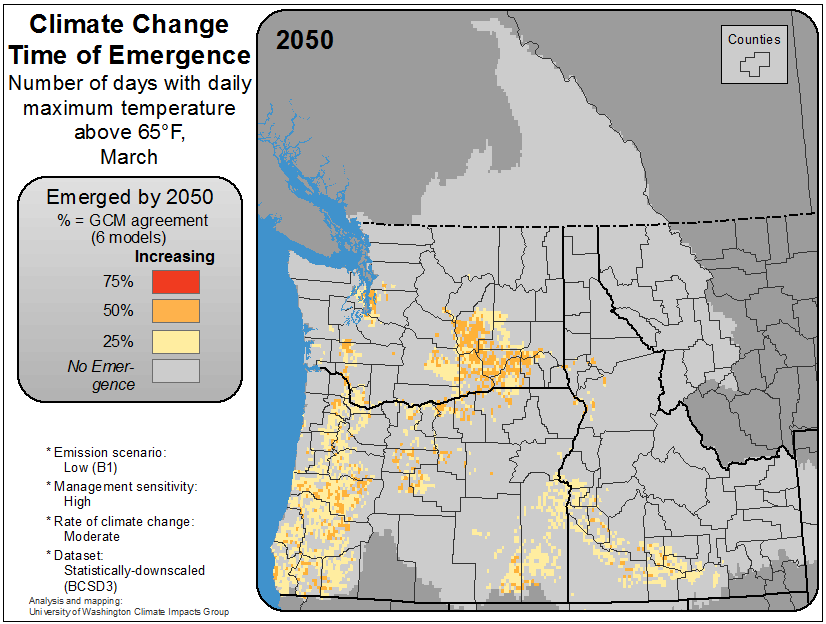 Climate Change
Time of Emergence
Number of days with daily
maximum temperature
above 65°F,
March
Emerged by 2050
% = GCM agreement
(6 models)
Increasing
75%
50%
25%
No Emer-
gence
* Emission scenario:
Low (B1)
* Management sensitivity:
High
* Rate of climate change:
Moderate
* Dataset:
Statistically-downscaled
(BCSD3)
Analysis and mapping:
University of Washington Climate Impacts Group
2050
Counties